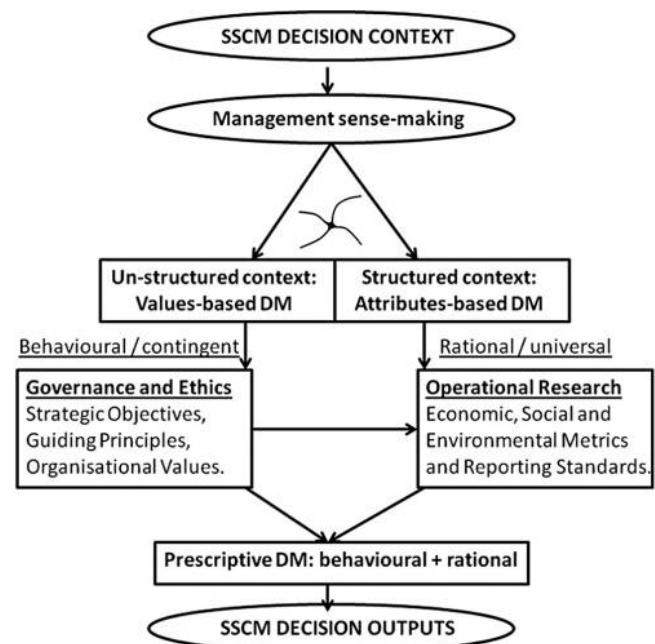 SSCM DECISION CONTEXT
Management sense-making
Un-structured context:
Values-based DM
Structured context:
Attributes-based DM
Behavioural / contingent
Rational / universal
Governance and Ethics
Strategic Objectives,
Guiding Principles,
Organisational Values.
Operational Research
Economic, Social and
Environmental Metrics
and Reporting Standards.
Prescriptive DM: behavioural + rational
SSCM DECISION OUTPUTS